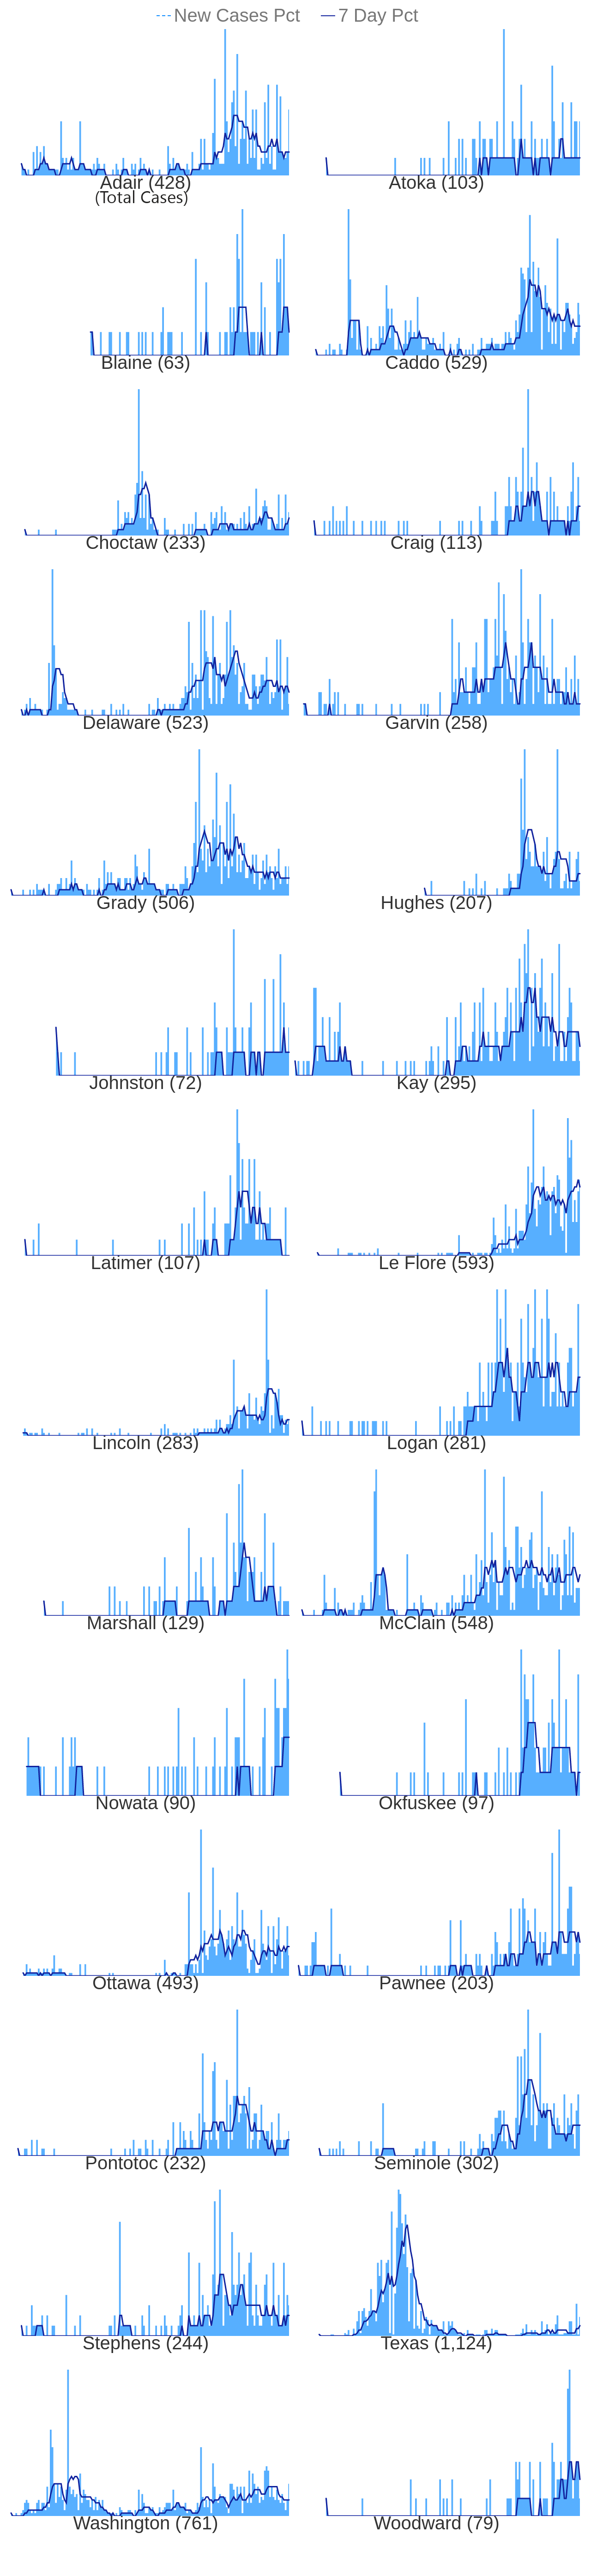 New Cases Pct 7 Day Pct
Adair (428) Atoka (103)
(Total Cases)
Blaine (63) Caddo (529)
Choctaw (233) Craig (113)
Delaware (523) Garvin (258)
Grady (506) Hughes (207)
Johnston (72) Kay (295)
Latimer (107) Le Flore (593)
Lincoln (283) Logan (281)
Marshall (129) McClain (548)
Nowata (90) Okfuskee (97)
Ottawa (493) Pawnee (203)
Pontotoc (232) Seminole (302)
Stephens (244) Texas (1,124)
Washington (761) Woodward (79)